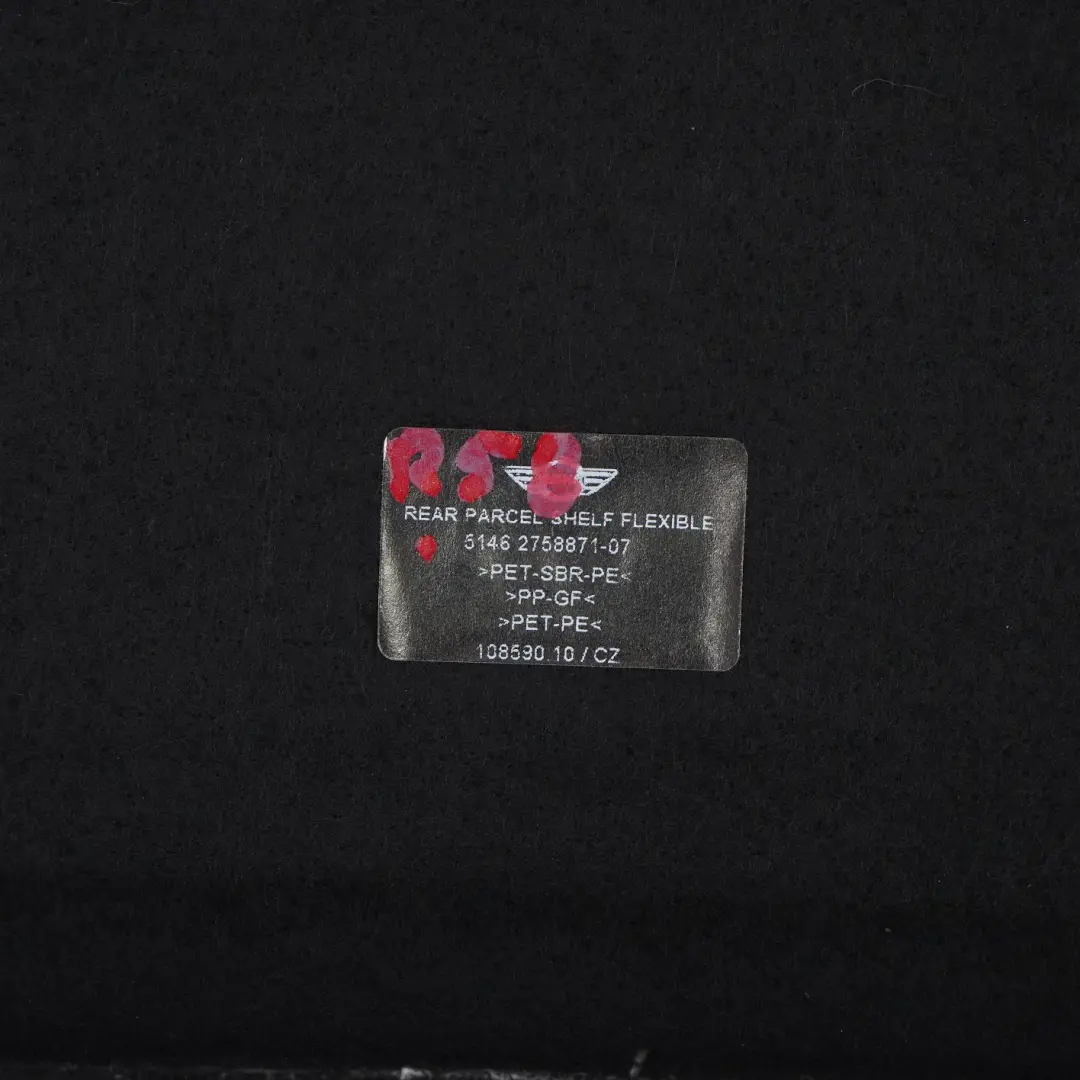 R58
REAR PARCEL SHELF FLEXIBLE
5146 2758871-07
>PET-SBR-PE<
>PP-GF<
>PET-PE<
108590.10 / CZ